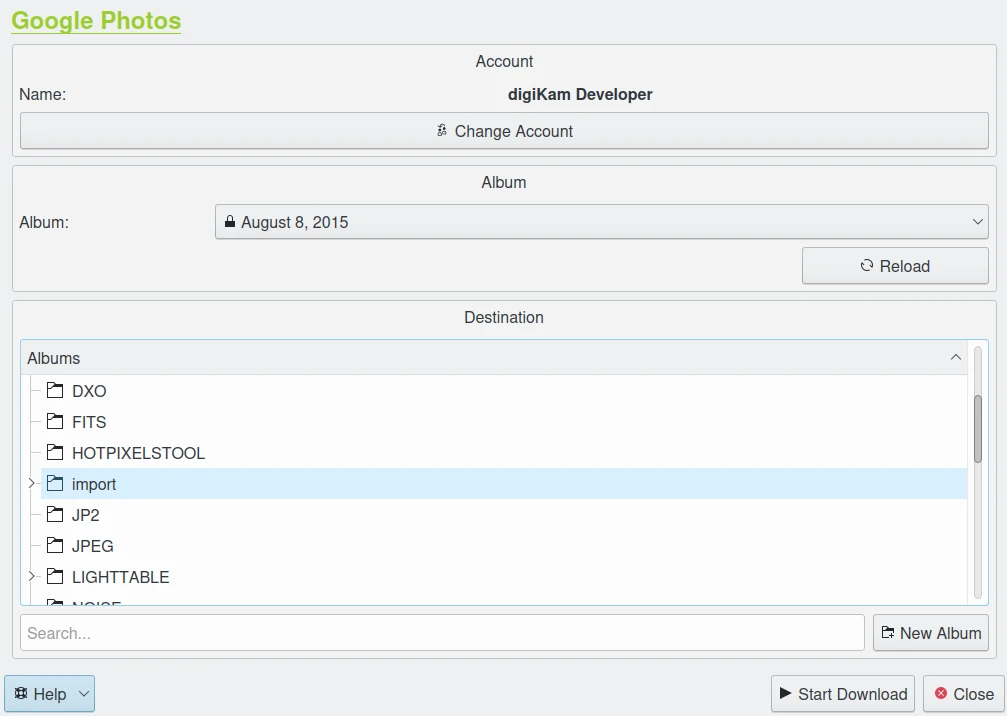 Google Photos
Account
Name: digiKam Developer
Change Account
Album
Album: August 8, 2015
Reload
Destination
Albums
DXO
FITS
HOTPIXELSTOOL
import
JP2
JPEG
LIGHTTABLE
Search...
New Album
Help
Start Download
Close